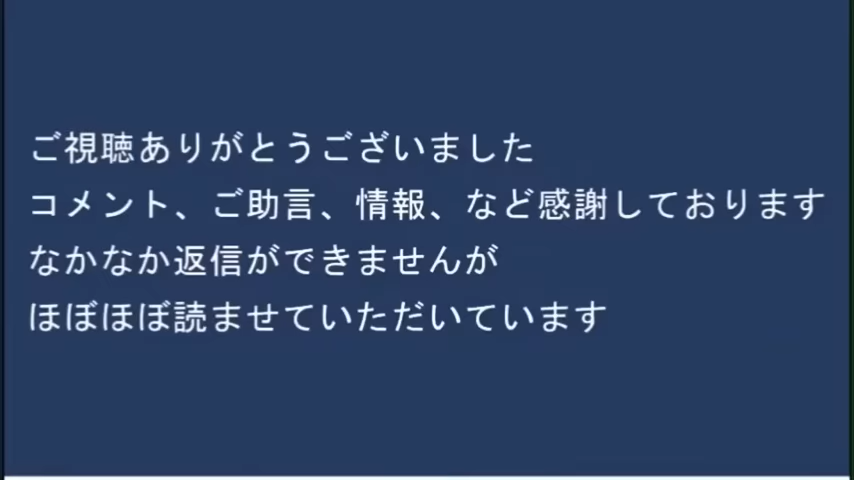 ご視聴ありがとうございました
コメント、ご助言、情報、など感謝しております
なかなか返信ができませんが
ほぼほぼ読ませていただいています